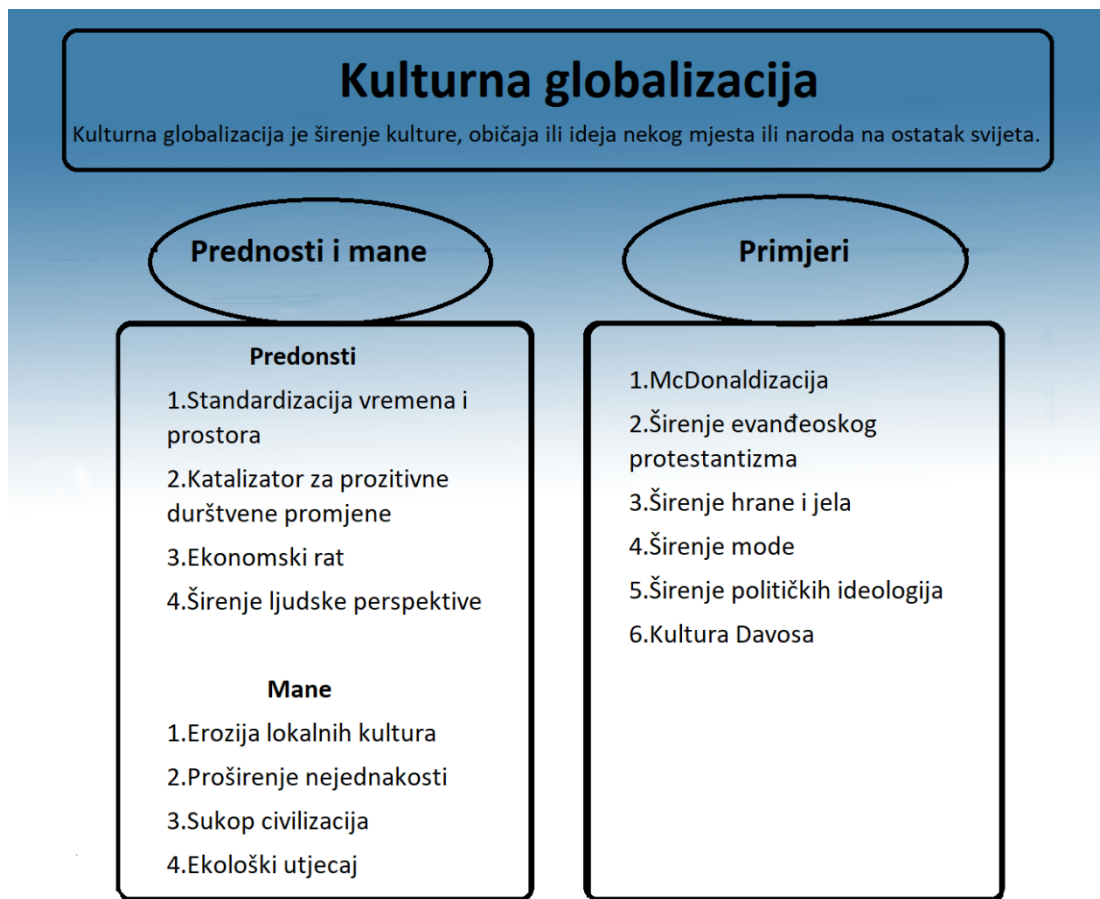 Kulturna globalizacija
Kulturna globalizacija je širenje kulture, običaja ili ideja nekog mjesta ili naroda na ostatak svijeta.
Prednosti i mane
Predonsti
1.Standardizacija vremena i
prostora
2.Katalizator za prozitivne
durštvene promjene
3.Ekonomski rat
4.Širenje ljudske perspektive
Mane
1.Erozija lokalnih kultura
2.Proširenje nejednakosti
3.Sukop civilizacija
4.Ekološki utjecaj
Primjeri
1.McDonaldizacija
2.Širenje evanđeoskog
protestantizma
3.Širenje hrane i jela
4.Širenje mode
5.Širenje političkih ideologija
6.Kultura Davosa